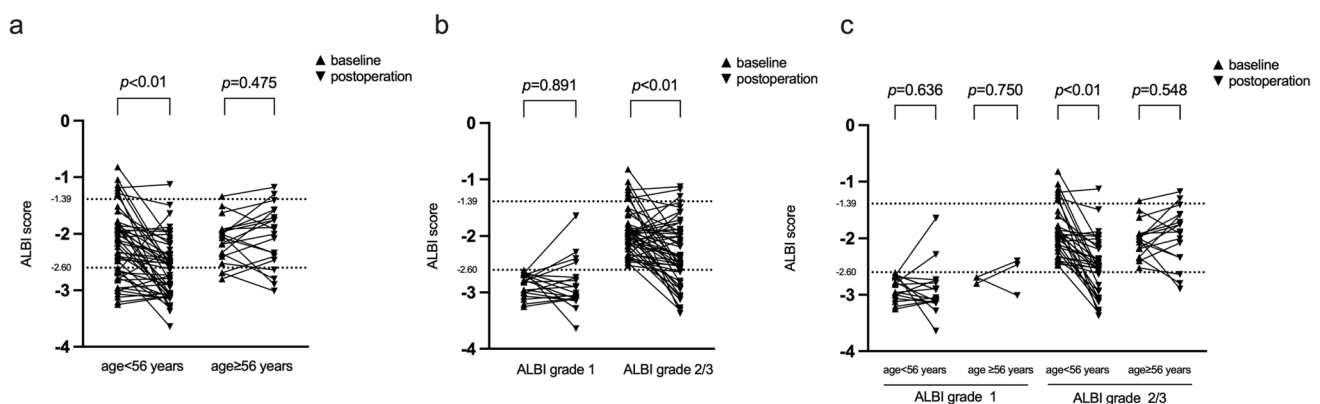 a
▲ baseline
▼ postoperation
p<0.01
p=0.475
0
-1
-1.39
-2
-2.60
-3
-4
ALBI score
age<56 years
age≥56 years
b
▲ baseline
▼ postoperation
p=0.891
p<0.01
0
-1
-1.39
-2
-2.60
-3
-4
ALBI score
ALBI grade 1
ALBI grade 2/3
c
▲ baseline
▼ postoperation
p=0.636
p=0.750
p<0.01
p=0.548
0
-1
-1.39
-2
-2.60
-3
-4
ALBI score
age<56 years
age ≥56 years
age<56 years
age≥56 years
ALBI grade 1
ALBI grade 2/3